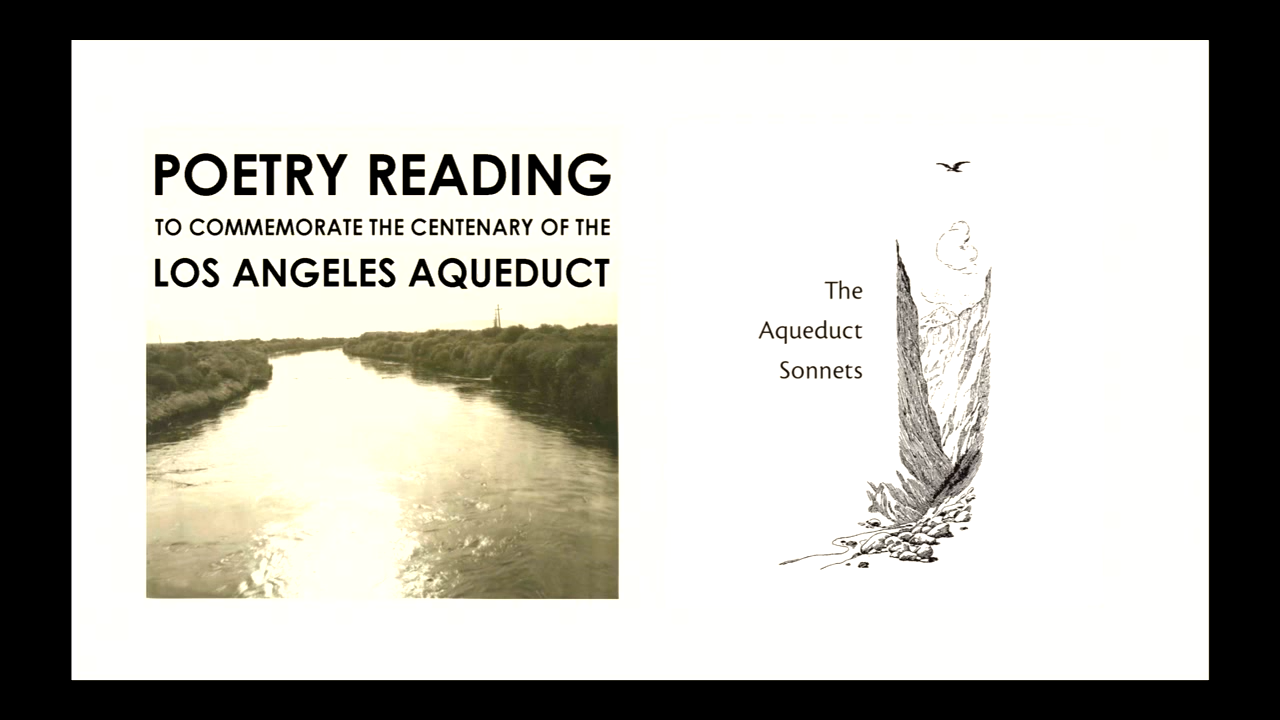 POETRY READING
TO COMMEMORATE THE CENTENARY OF THE
LOS ANGELES AQUEDUCT
The
Aqueduct
Sonnets